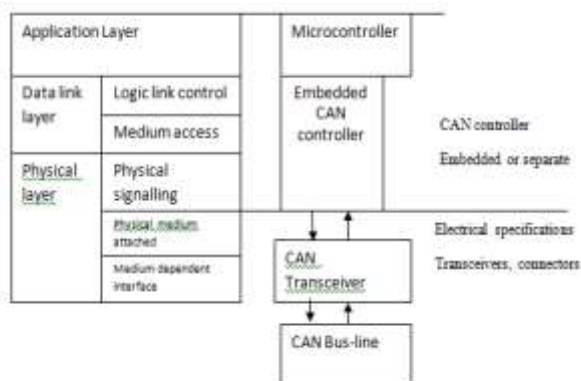 Application Layer
Data link
layer
Logic link control
Medium access
Physical
layer
Physical
signalling
Physical medium
attached
Medium dependent
interface
Microcontroller
Embedded
CAN
controller
CAN
Transceiver
CAN Bus-line
CAN controller
Embedded or separate
Electrical specifications
Transceivers, connectors